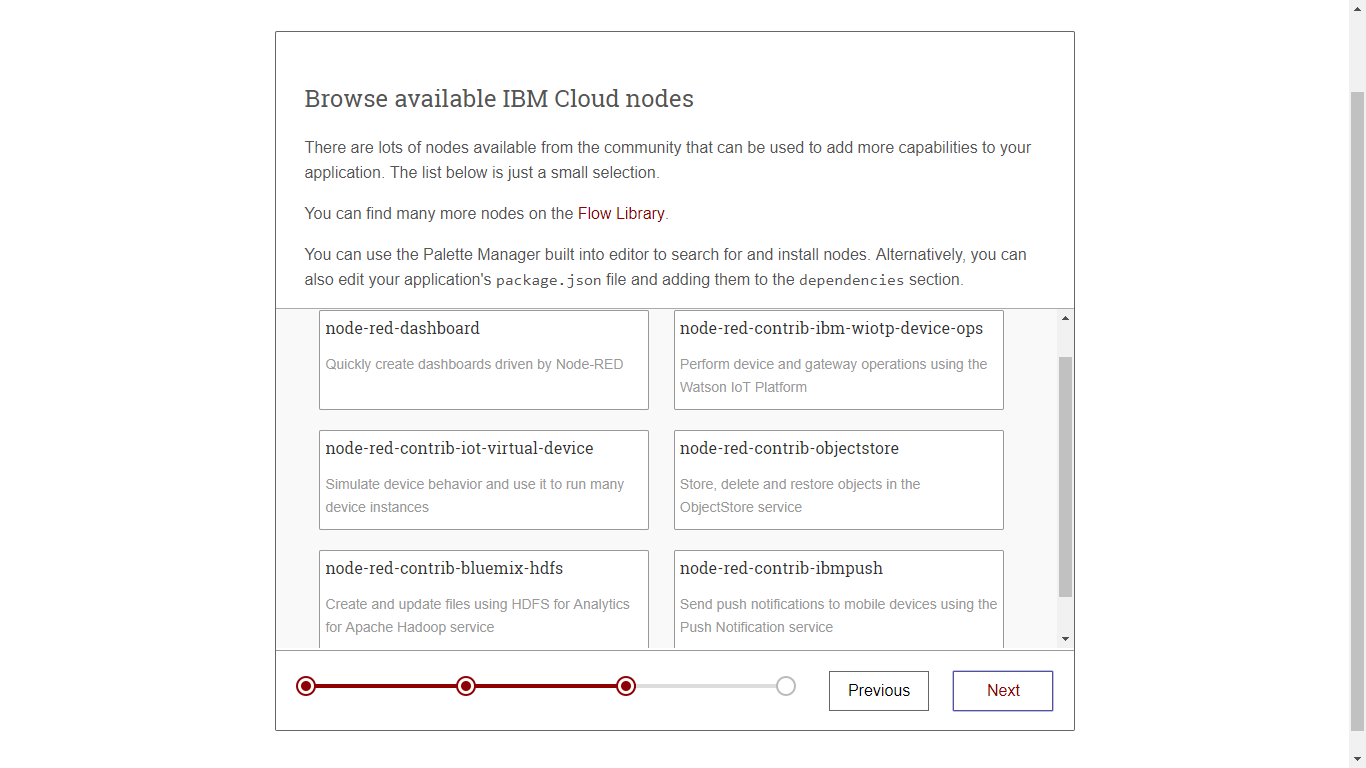 Browse available IBM Cloud nodes
There are lots of nodes available from the community that can be used to add more capabilities to your
application. The list below is just a small selection.
You can find many more nodes on the Flow Library.
You can use the Palette Manager built into editor to search for and install nodes. Alternatively, you can
also edit your application's package.json file and adding them to the dependencies section.
node-red-dashboard
Quickly create dashboards driven by Node-RED
node-red-contrib-ibm-wiotp-device-ops
Perform device and gateway operations using the
Watson IoT Platform
node-red-contrib-iot-virtual-device
Simulate device behavior and use it to run many
device instances
node-red-contrib-objectstore
Store, delete and restore objects in the
ObjectStore service
node-red-contrib-bluemix-hdfs
Create and update files using HDFS for Analytics
for Apache Hadoop service
node-red-contrib-ibmpush
Send push notifications to mobile devices using the
Push Notification service
Previous
Next